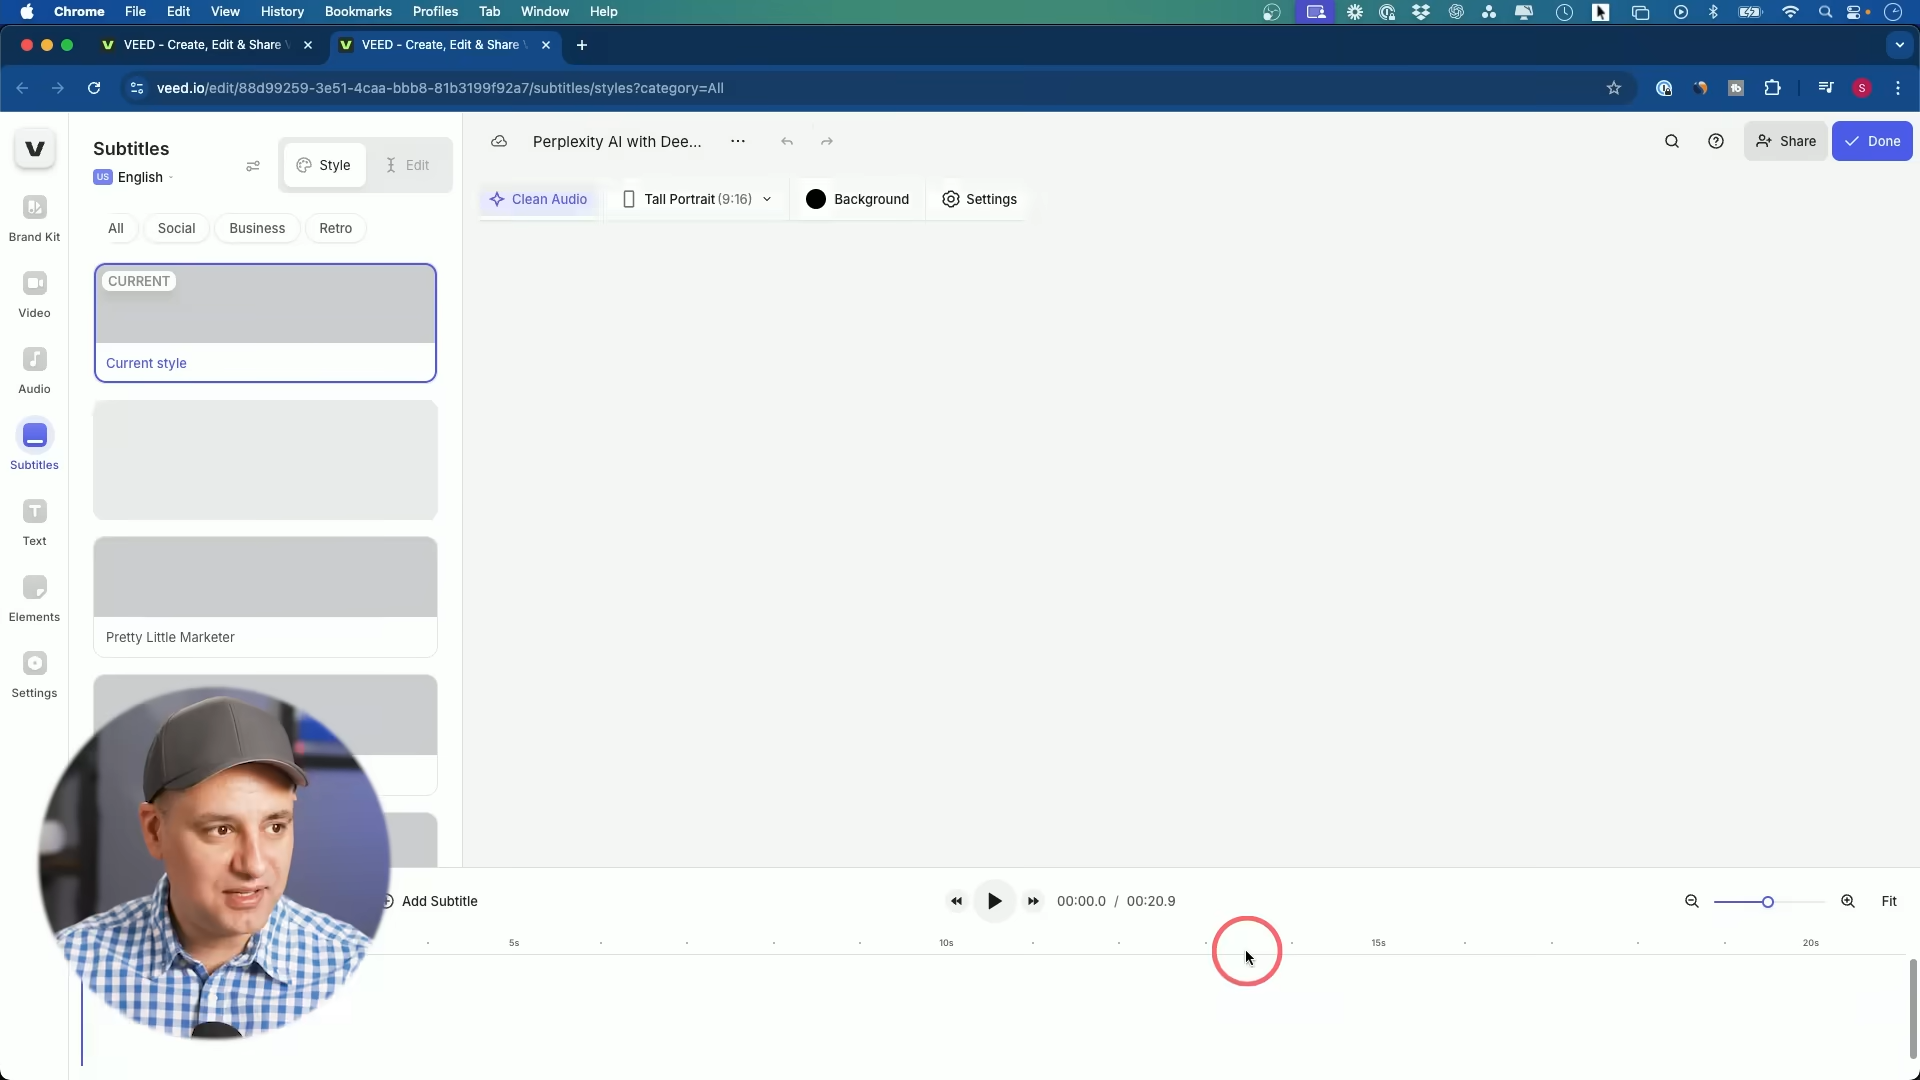 Chrome File Edit View History Bookmarks Profiles Tab Window Help
VEED - Create, Edit & Share
VEED - Create, Edit & Share
veed.io/edit/88d99259-3e51-4caa-bbb8-81b3199f92a7/subtitles/styles?category=All
S
Subtitles
US English
Style
Edit
All
Social
Business
Retro
CURRENT
Current style
Pretty Little Marketer
Brand Kit
Video
Audio
Subtitles
Text
Elements
Settings
Perplexity AI with Dee...
Share
Done
Clean Audio
Tall Portrait (9:16)
Background
Settings
Add Subtitle
00:00.0 / 00:20.9
Fit
5s
10s
15s
20s